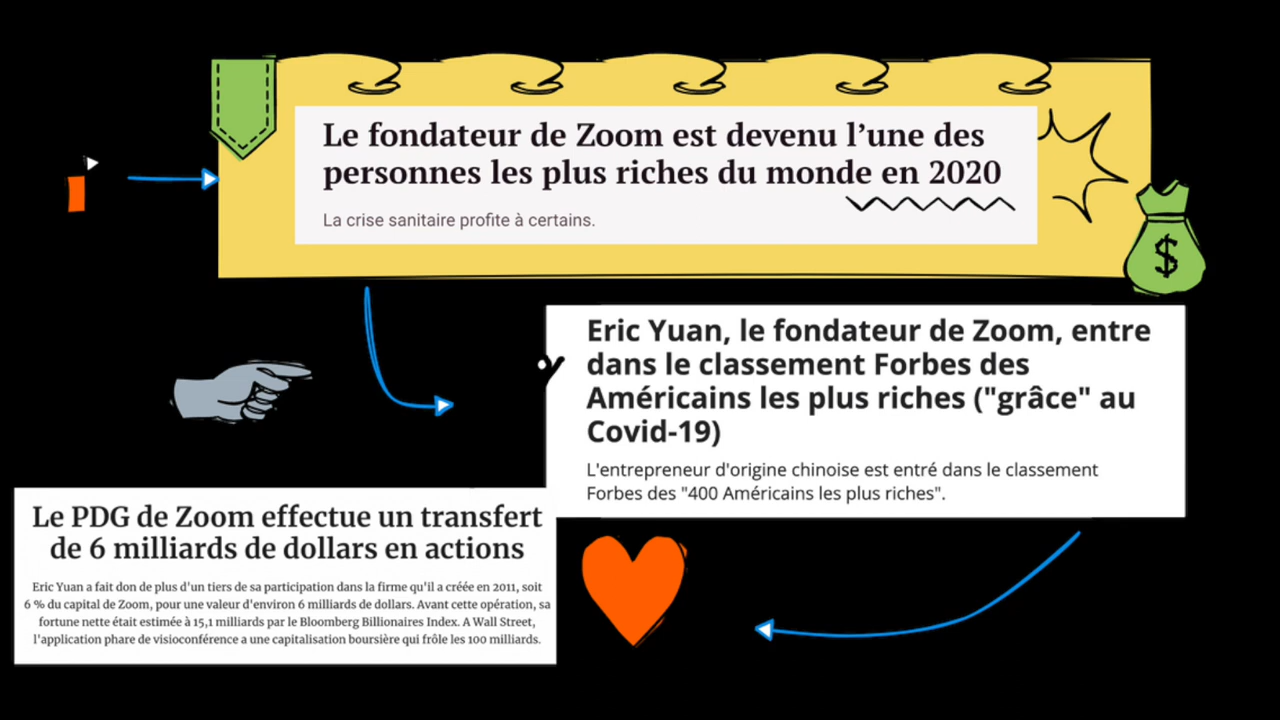 Le fondateur de Zoom est devenu l’une des
personnes les plus riches du monde en 2020
La crise sanitaire profite à certains.
$
Eric Yuan, le fondateur de Zoom, entre
dans le classement Forbes des
Américains les plus riches ("grâce" au
Covid-19)
L'entrepreneur d'origine chinoise est entré dans le classement
Forbes des "400 Américains les plus riches".
Le PDG de Zoom effectue un transfert
de 6 milliards de dollars en actions
Eric Yuan a fait don de plus d'un tiers de sa participation dans la firme qu'il a créée en 2011, soit
6 % du capital de Zoom, pour une valeur d'environ 6 milliards de dollars. Avant cette opération, sa
fortune nette était estimée à 15,1 milliards par le Bloomberg Billionaires Index. A Wall Street,
l'application phare de visioconférence a une capitalisation boursière qui frôle les 100 milliards.